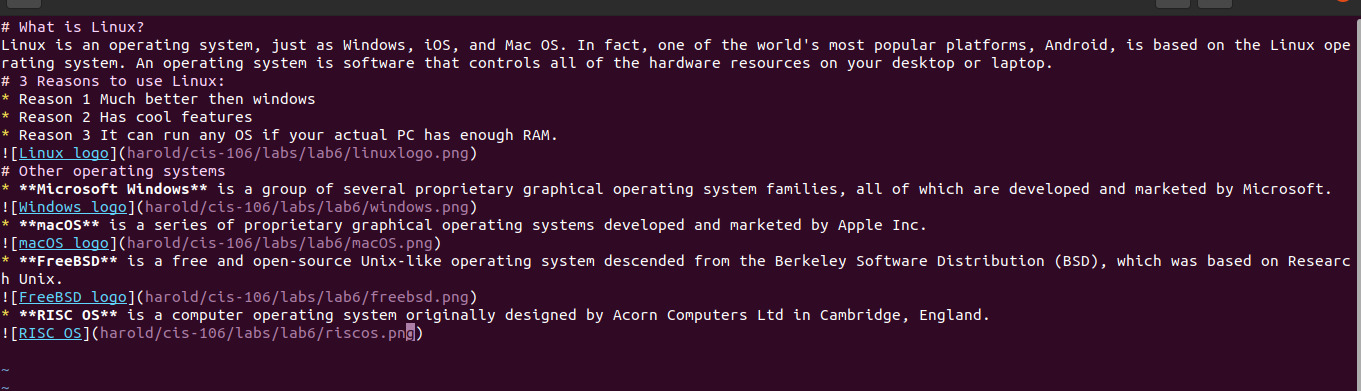 # What is Linux?
Linux is an operating system, just as Windows, iOS, and Mac OS. In fact, one of the world's most popular platforms, Android, is based on the Linux ope
rating system. An operating system is software that controls all of the hardware resources on your desktop or laptop.
# 3 Reasons to use Linux:
* Reason 1 Much better then windows
* Reason 2 Has cool features
* Reason 3 It can run any OS if your actual PC has enough RAM.
![Linux logo](harold/cis-106/labs/lab6/linuxlogo.png)
# Other operating systems
* **Microsoft Windows** is a group of several proprietary graphical operating system families, all of which are developed and marketed by Microsoft.
![Windows logo](harold/cis-106/labs/lab6/windows.png)
* **macOS** is a series of proprietary graphical operating systems developed and marketed by Apple Inc.
![macOS logo](harold/cis-106/labs/lab6/macOS.png)
* **FreeBSD** is a free and open-source Unix-like operating system descended from the Berkeley Software Distribution (BSD), which was based on Researc
h Unix.
![FreeBSD logo](harold/cis-106/labs/lab6/freebsd.png)
* **RISC OS** is a computer operating system originally designed by Acorn Computers Ltd in Cambridge, England.
![RISC OS](harold/cis-106/labs/lab6/riscos.png)
~
~